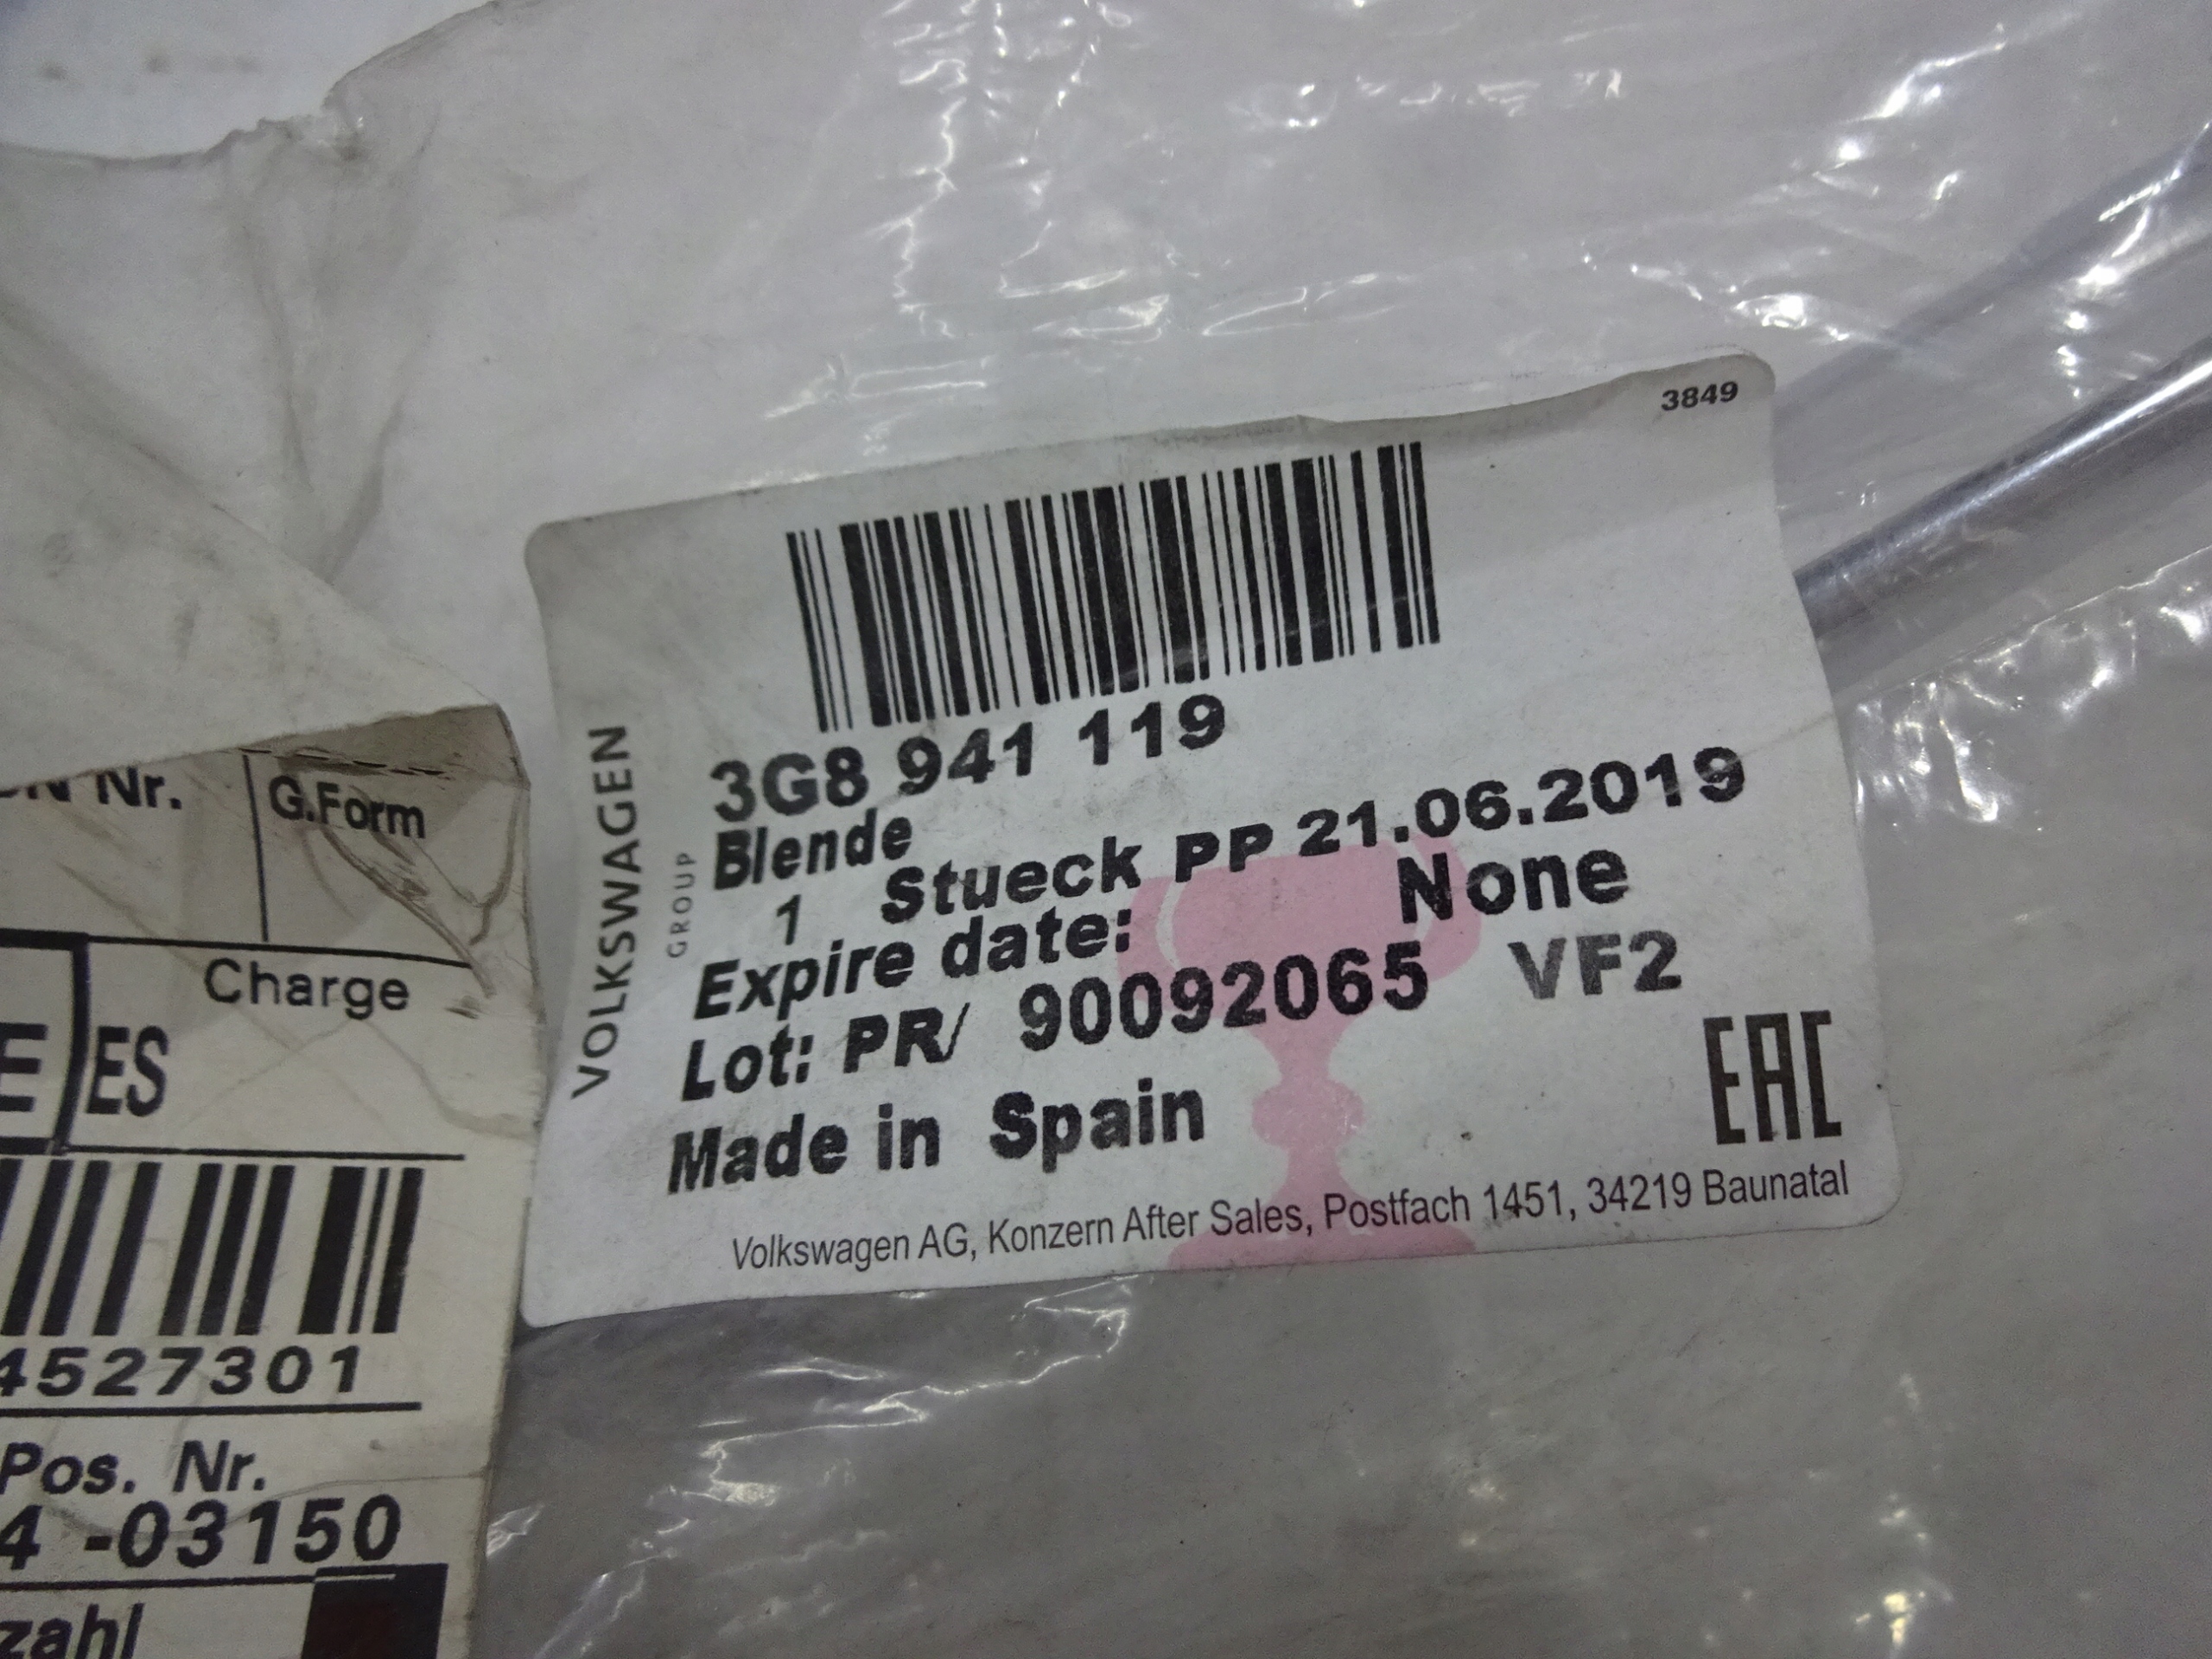 3849
VOLKSWAGEN
GROUP
3G8 941 119
Blende
1 Stueck PP 21.06.2019
Expire date: None
Lot: PR/ 90092065 VF2
Made in Spain
EAC
Volkswagen AG, Konzern After Sales, Postfach 1451, 34219 Baunatal
Nr.
G.Form
Charge
E ES
4527301
Pos. Nr.
4 -03150
zahl